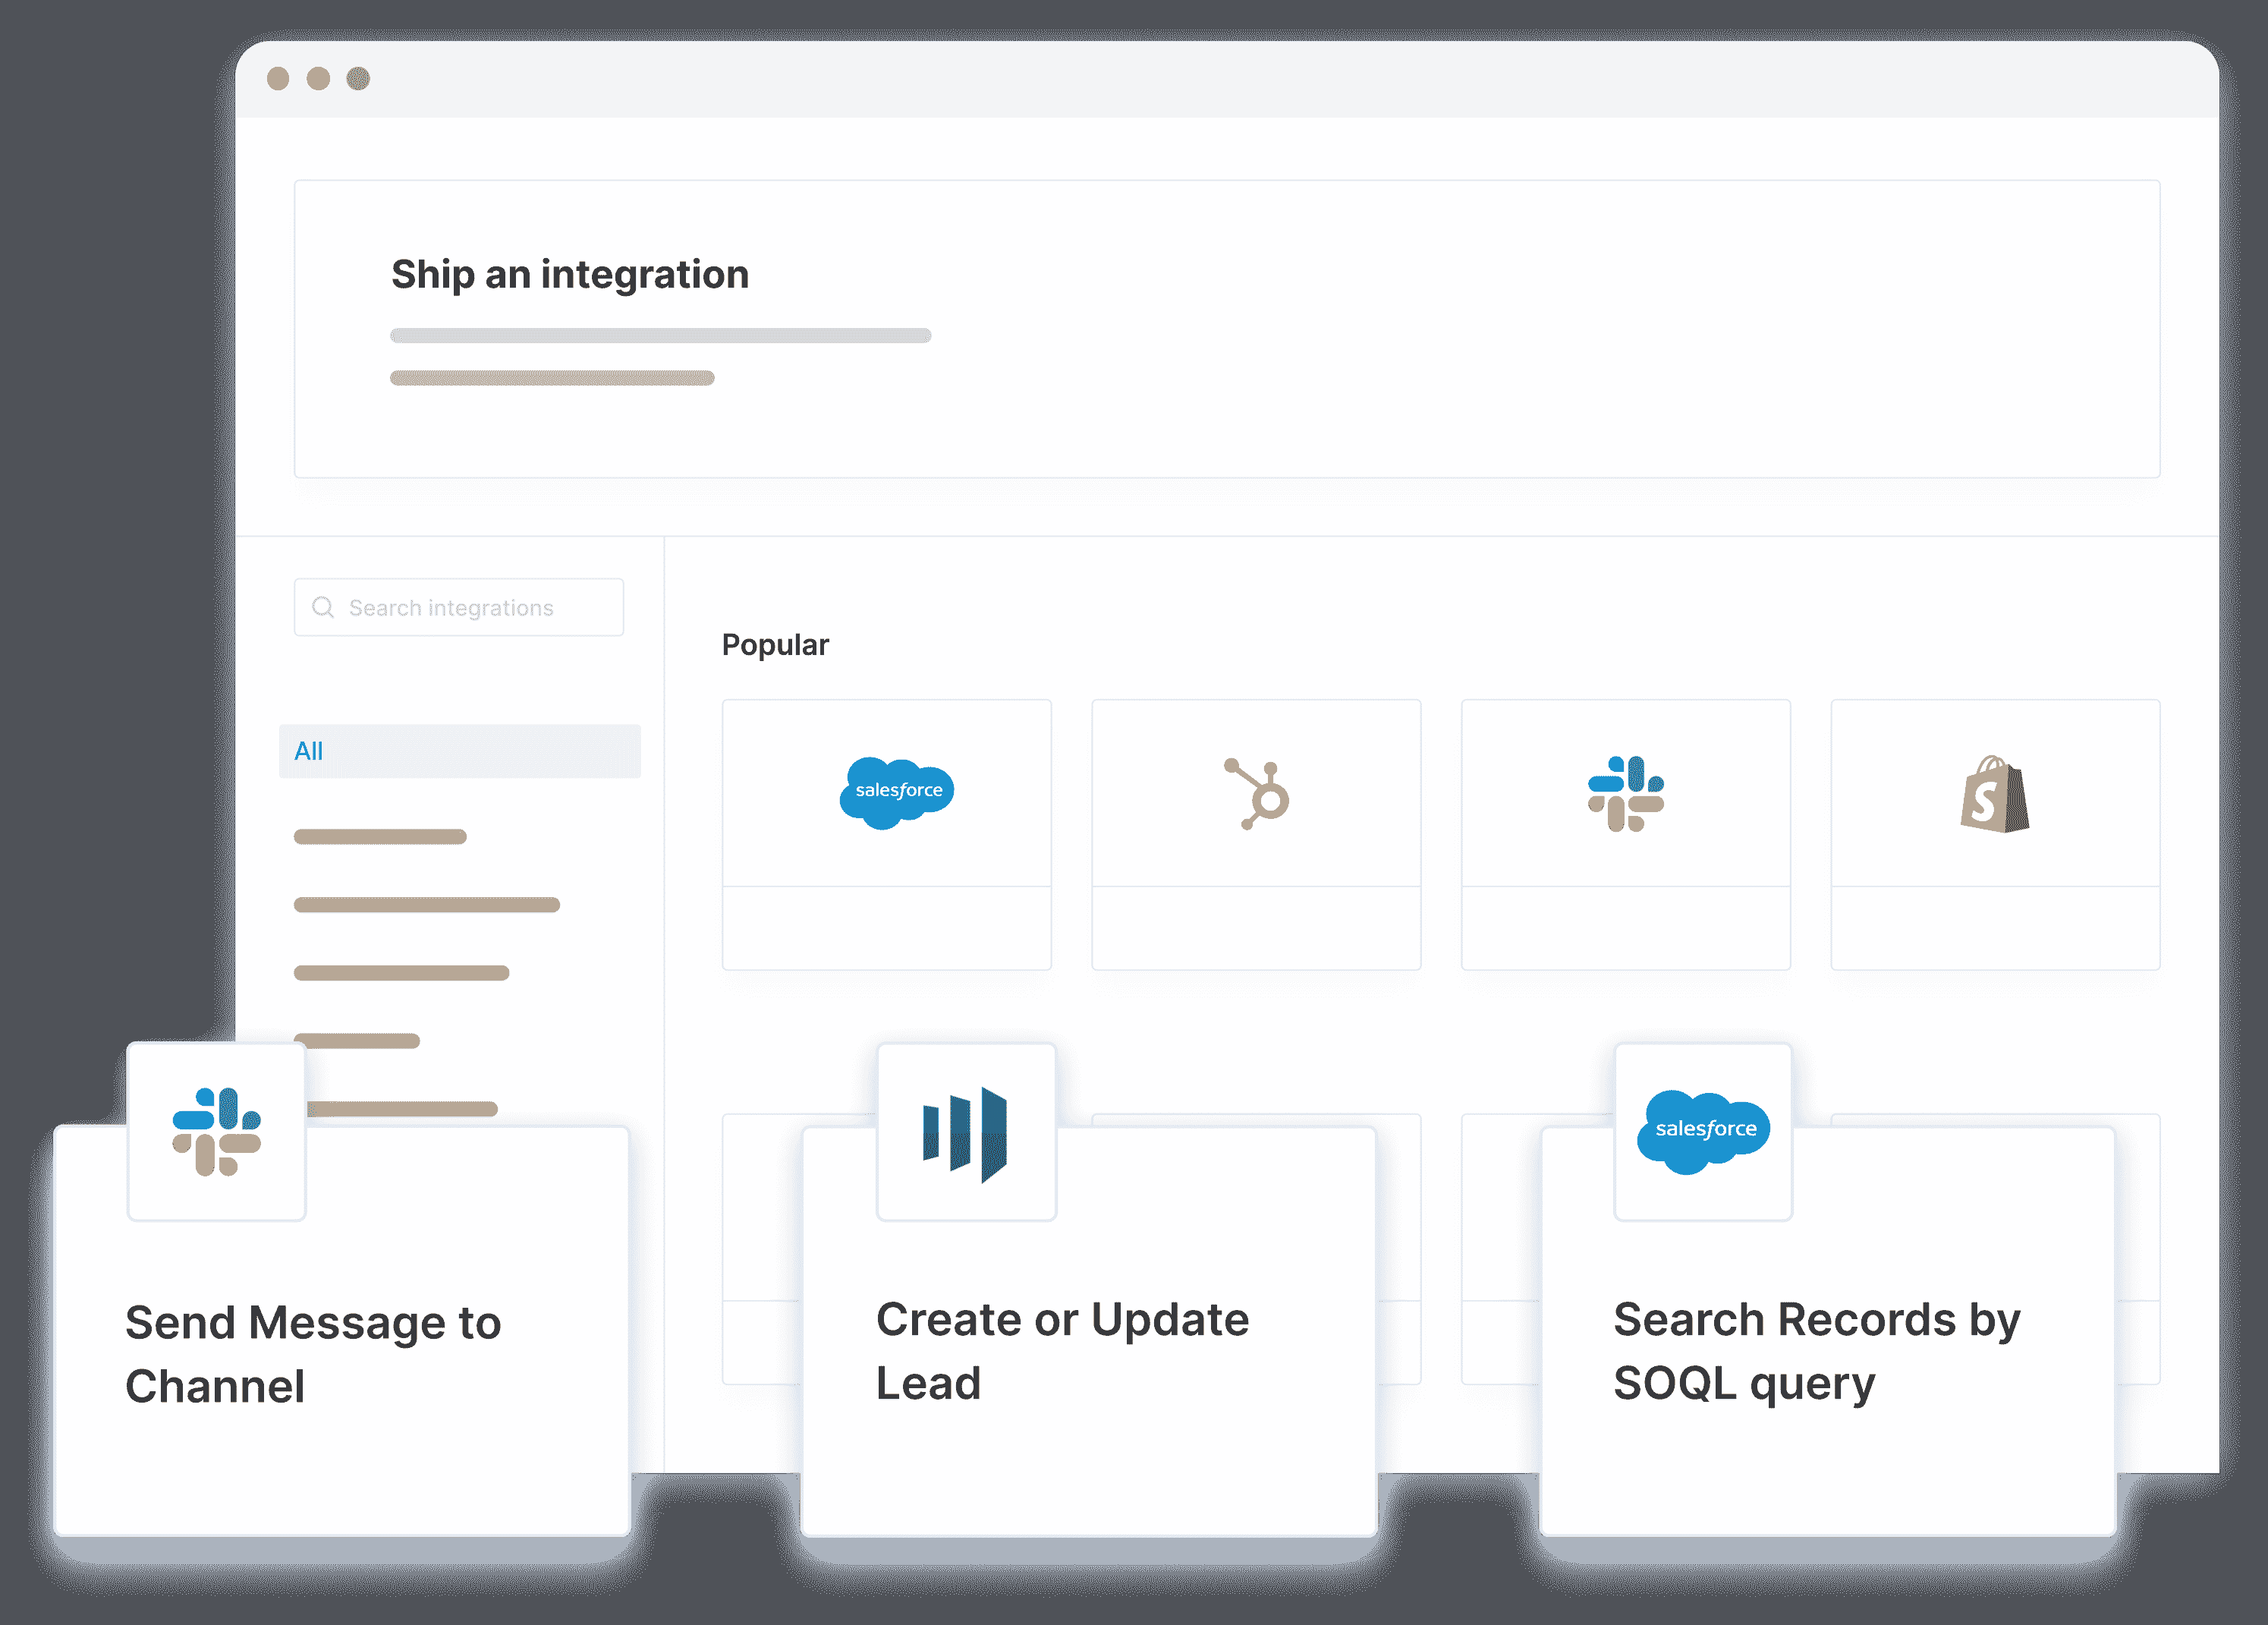 Ship an integration
Search integrations
All
Popular
salesforce
S
salesforce
Send Message to
Channel
Create or Update
Lead
Search Records by
SOQL query